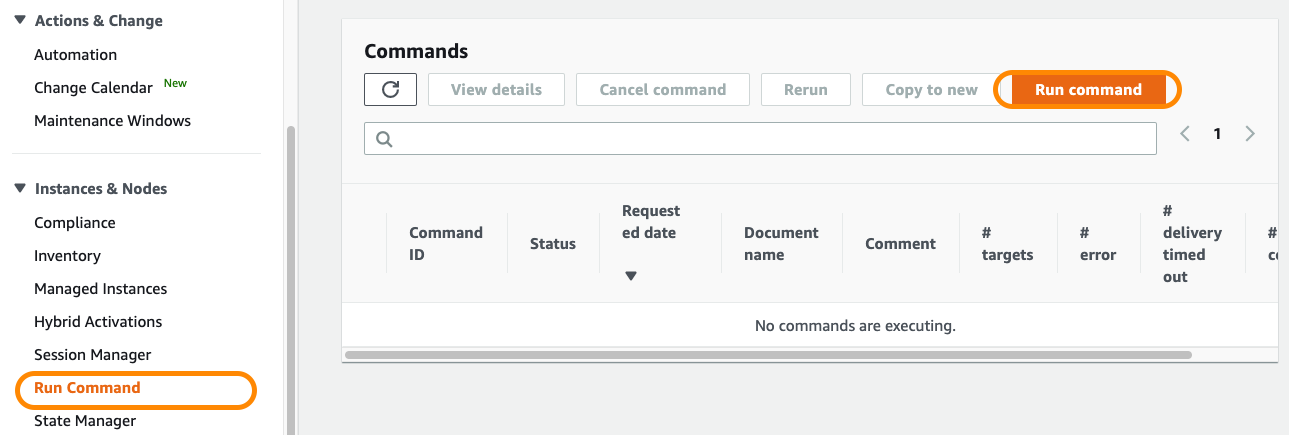 Actions & Change
Automation
Change Calendar New
Maintenance Windows
Instances & Nodes
Compliance
Inventory
Managed Instances
Hybrid Activations
Session Manager
Run Command
State Manager
Commands
View details Cancel command Rerun Copy to new Run command
1
Command
ID
Status
Request
ed date
Document
name
Comment
#
targets
#
error
#
delivery
timed
out
#
No commands are executing.